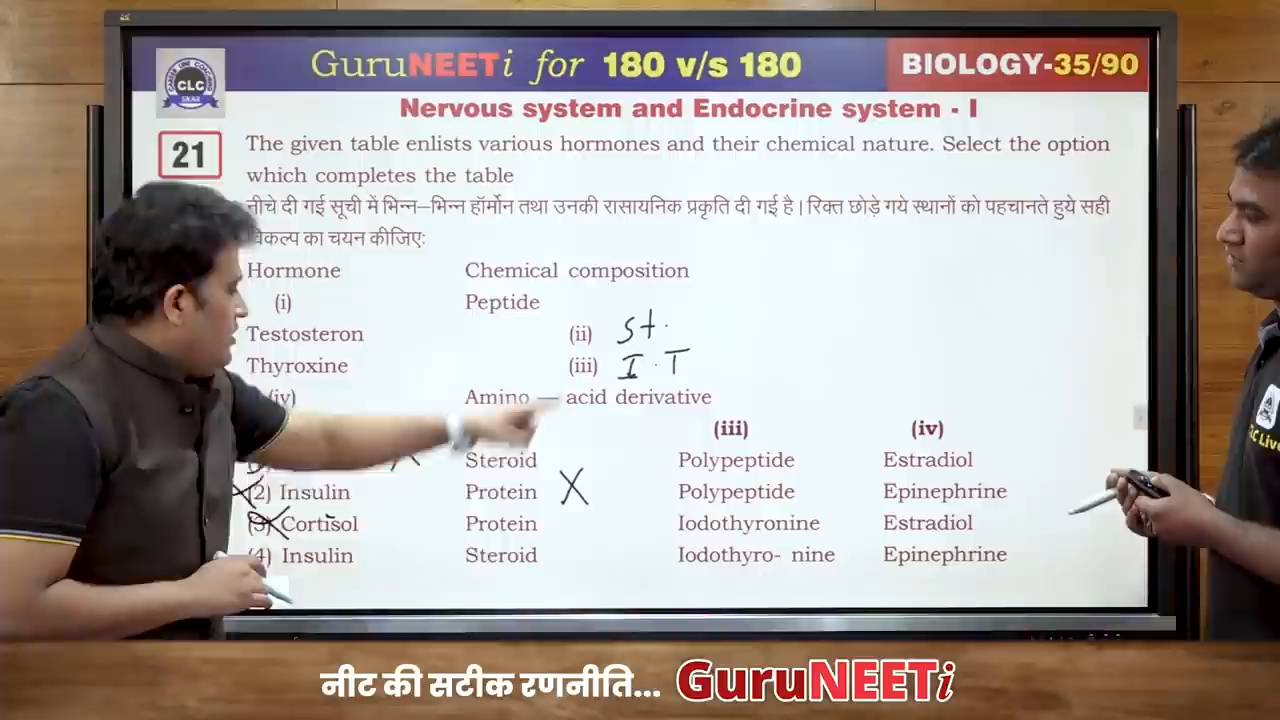 GuruNEETi for 180 v/s 180
BIOLOGY-35/90
CLC
SIKAR
Nervous system and Endocrine system - I
21
The given table enlists various hormones and their chemical nature. Select the option
which completes the table
नीचे दी गई सूची में भिन्न–भिन्न हॉर्मोन तथा उनकी रासायनिक प्रकृति दी गई है। रिक्त छोड़े गये स्थानों को पहचानते हुये सही
विकल्प का चयन कीजिए:
Hormone Chemical composition
(i) Peptide
Testosteron (ii) St.
Thyroxine (iii) I.T
(iv) Amino — acid derivative
(iii) (iv)
Steroid Polypeptide Estradiol
(2) Insulin Protein X Polypeptide Epinephrine
(3) Cortisol Protein Iodothyronine Estradiol
(4) Insulin Steroid Iodothyro- nine Epinephrine
नीट की सटीक रणनीति... GuruNEETi